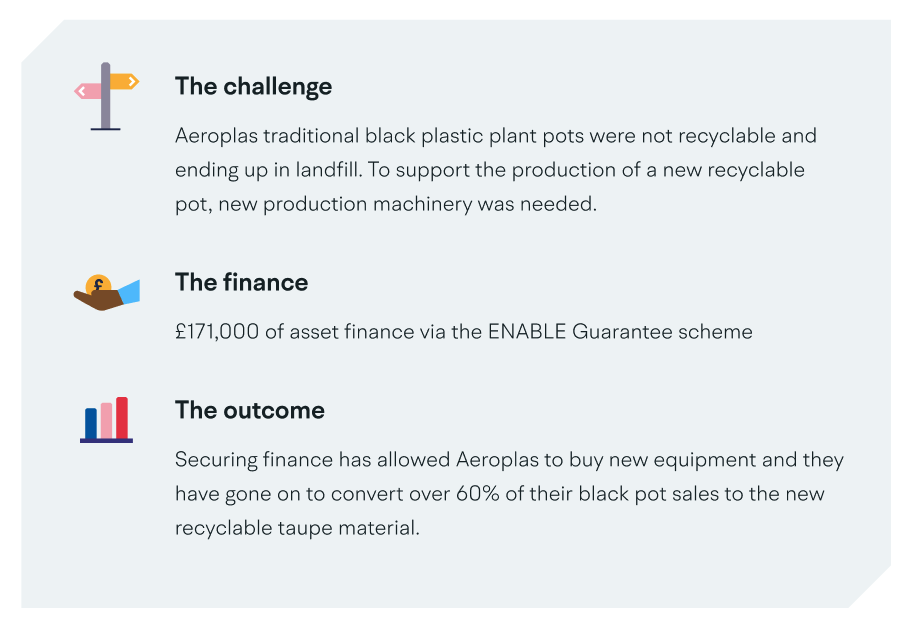 The challenge
Aeroplas traditional black plastic plant pots were not recyclable and
ending up in landfill. To support the production of a new recyclable
pot, new production machinery was needed.
£
The finance
£171,000 of asset finance via the ENABLE Guarantee scheme
The outcome
Securing finance has allowed Aeroplas to buy new equipment and they
have gone on to convert over 60% of their black pot sales to the new
recyclable taupe material.